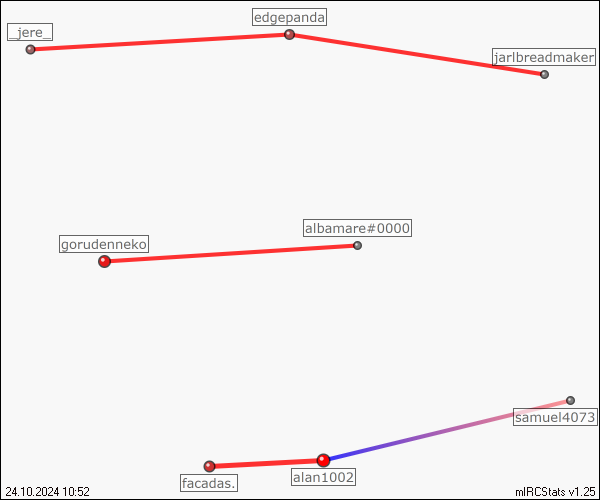 edgepanda
_jere_
jarlbreadmaker
albamare#0000
gorudenneko
samuel4073
alan1002
facadas.
24.10.2024 10:52
mIRCStats v1.25